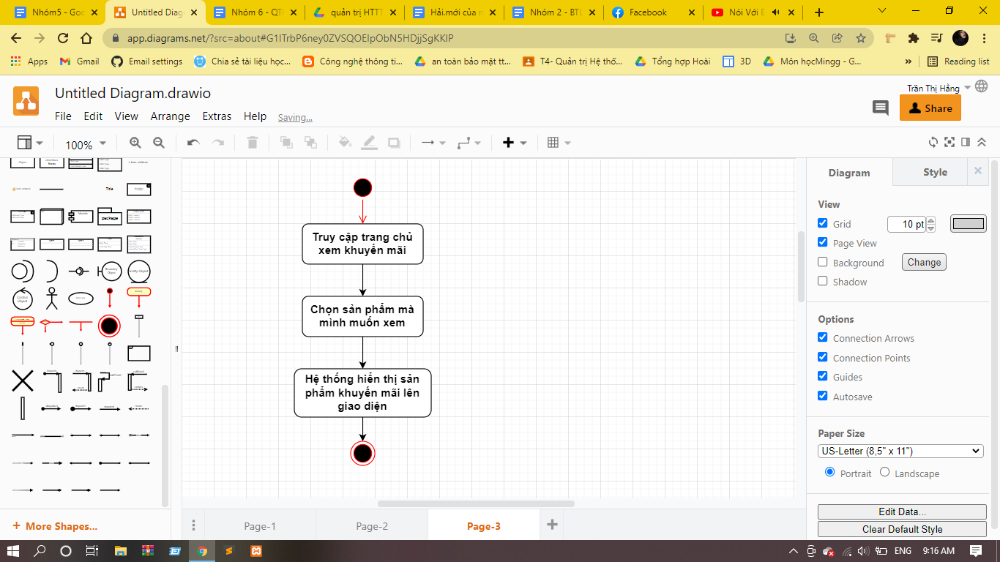 Nhóm5 - Goo
Untitled Diag
Nhóm 6 - QTH
quản trị HTTT
Hải.mới của n
Nhóm 2 - BTL
Facebook
Nói Với E
app.diagrams.net/?src=about#G1lTrbP6ney0ZVSQOEIpObN5HDjjSgKKlP
Apps
Gmail
Email settings
Chia sẻ tài liệu học...
Công nghệ thông ti...
an toàn bảo mật tt...
T4- Quản trị Hệ thố...
Tổng hợp Hoài
3D
Môn họcMingg - G...
»
Reading list
Untitled Diagram.drawio
Trần Thị Hằng
File Edit View Arrange Extras Help Saving...
Share
100%
Title
package
Truy cập trang chủ
xem khuyến mãi
Chọn sản phẩm mà
mình muốn xem
Hệ thống hiển thị sản
phẩm khuyến mãi lên
giao diện
Diagram
Style
View
Grid
10 pt
Page View
Background
Change
Shadow
Options
Connection Arrows
Connection Points
Guides
Autosave
Paper Size
US-Letter (8,5" x 11")
Portrait
Landscape
Edit Data...
Clear Default Style
+ More Shapes...
Page-1
Page-2
Page-3
ENG
9:16 AM